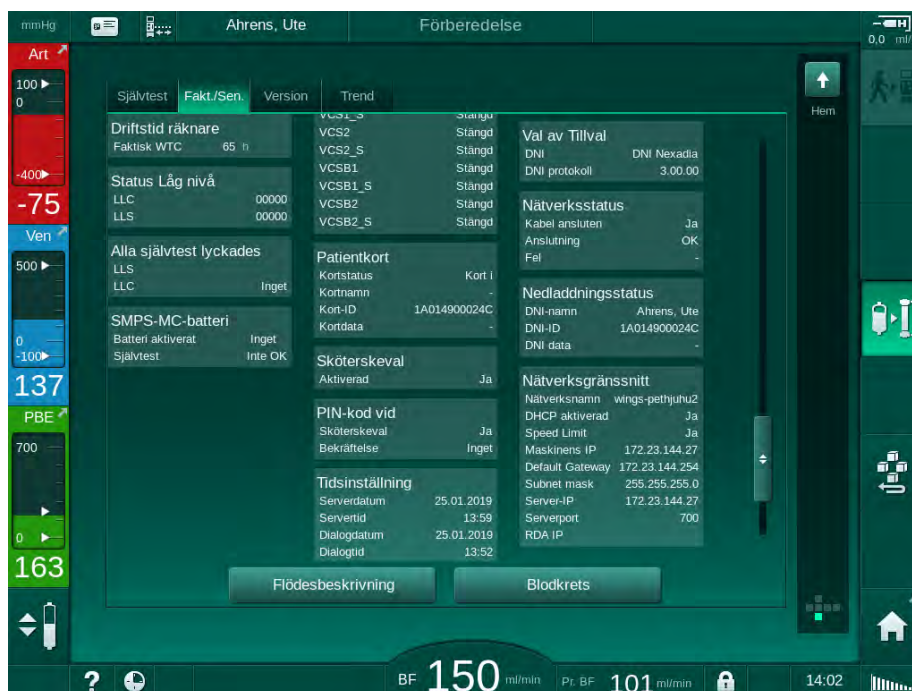 mmHg
Ahrens, Ute
Förberedelse
0,0 ml/
Art
100
0
-400
-75
Ven
500
0
-100
137
PBE
700
0
163
Självtest
Fakt./Sen.
Version
Trend
Hem
Driftstid räknare
Faktisk WTC 65 h
Status Låg nivå
LLC 00000
LLS 00000
Alla självtest lyckades
LLS
LLC Inget
SMPS-MC-batteri
Batteri aktiverat Inget
Självtest Inte OK
VCS1_S Stängd
VCS2 Stängd
VCS2_S Stängd
VCSB1 Stängd
VCSB1_S Stängd
VCSB2 Stängd
VCSB2_S Stängd
Patientkort
Kortstatus Kort i
Kortnamn -
Kort-ID 1A014900024C
Kortdata -
Sköterskeval
Aktiverad Ja
PIN-kod vid
Sköterskeval Ja
Bekräftelse Inget
Tidsinställning
Serverdatum 25.01.2019
Servertid 13:59
Dialogdatum 25.01.2019
Dialogtid 13:52
Val av Tillval
DNI DNI Nexadia
DNI protokoll 3.00.00
Nätverksstatus
Kabel ansluten Ja
Anslutning OK
Fel -
Nedladdningsstatus
DNI-namn Ahrens, Ute
DNI-ID 1A014900024C
DNI data -
Nätverksgränssnitt
Nätverksnamn wings-pethjuhu2
DHCP aktiverad Ja
Speed Limit Ja
Maskinens IP 172.23.144.27
Default Gateway 172.23.144.254
Subnet mask 255.255.255.0
Server-IP 172.23.144.27
Serverport 700
RDA IP
Flödesbeskrivning
Blodkrets
?
BF 150 ml/min
Pr. BF 101 ml/min
14:02